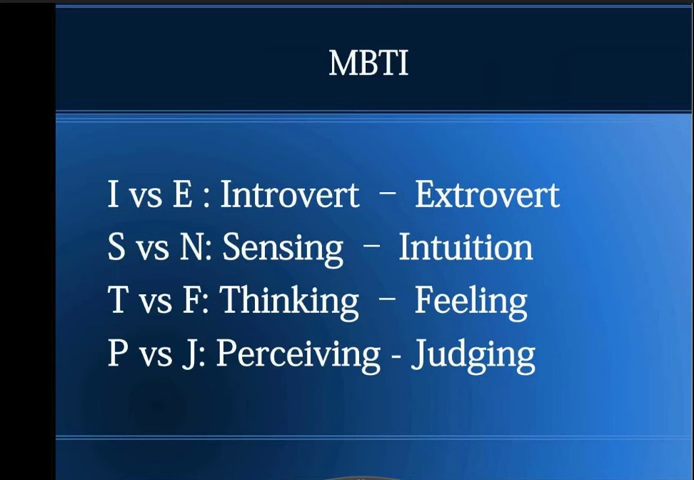 MBTI
I vs E : Introvert – Extrovert
S vs N: Sensing – Intuition
T vs F: Thinking – Feeling
P vs J: Perceiving - Judging